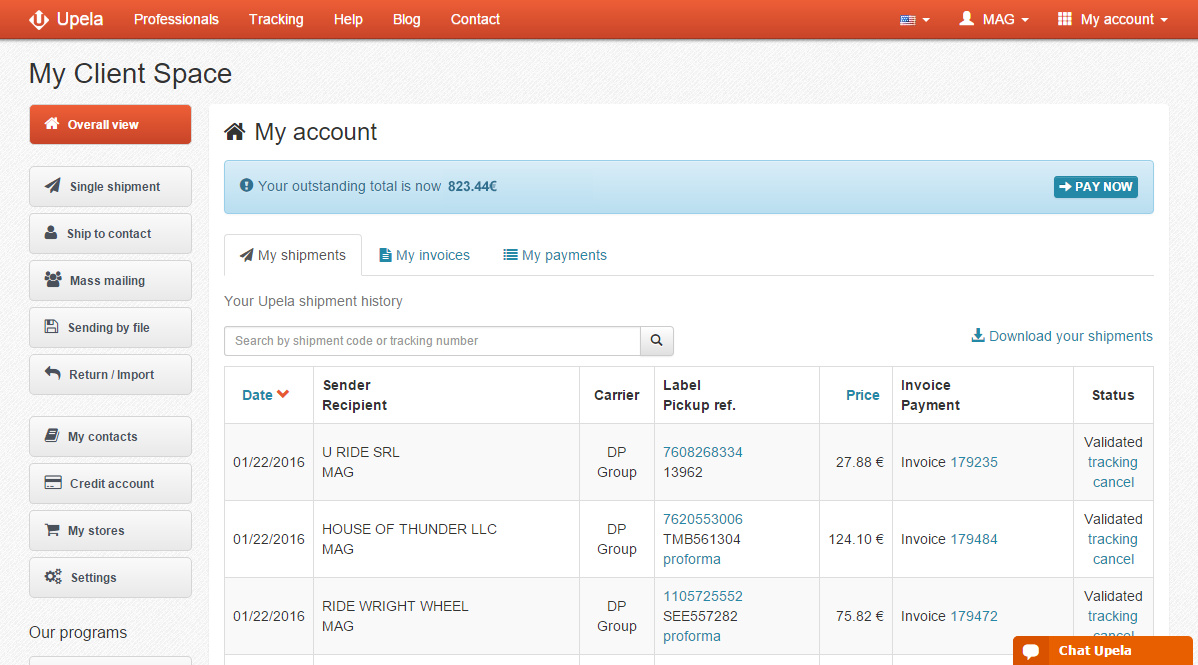 Upela Professionals Tracking Help Blog Contact MAG My account
My Client Space
Overall view
Single shipment
Ship to contact
Mass mailing
Sending by file
Return / Import
My contacts
Credit account
My stores
Settings
Our programs
My account
Your outstanding total is now 823.44€
PAY NOW
My shipments My invoices My payments
Your Upela shipment history
Search by shipment code or tracking number
Download your shipments
Date Sender Recipient Carrier Label Pickup ref. Price Invoice Payment Status
01/22/2016 U RIDE SRL MAG DP Group 7608268334 13962 27.88 € Invoice 179235 Validated tracking cancel
01/22/2016 HOUSE OF THUNDER LLC MAG DP Group 7620553006 TMB561304 proforma 124.10 € Invoice 179484 Validated tracking cancel
01/22/2016 RIDE WRIGHT WHEEL MAG DP Group 1105725552 SEE557282 proforma 75.82 € Invoice 179472 Validated tracking cancel
Chat Upela